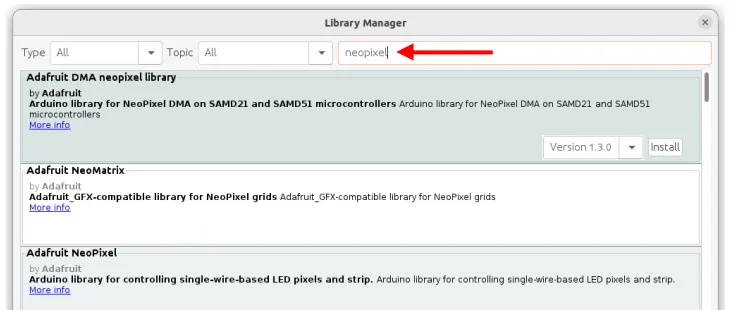 Library Manager
Type All Topic All neopixel
Adafruit DMA neopixel library
by Adafruit
Arduino library for NeoPixel DMA on SAMD21 and SAMD51 microcontrollers Arduino library for NeoPixel DMA on SAMD21 and SAMD51
microcontrollers
More info
Version 1.3.0 Install
Adafruit NeoMatrix
by Adafruit
Adafruit_GFX-compatible library for NeoPixel grids Adafruit_GFX-compatible library for NeoPixel grids
More info
Adafruit NeoPixel
by Adafruit
Arduino library for controlling single-wire-based LED pixels and strip. Arduino library for controlling single-wire-based LED pixels and strip.
More info